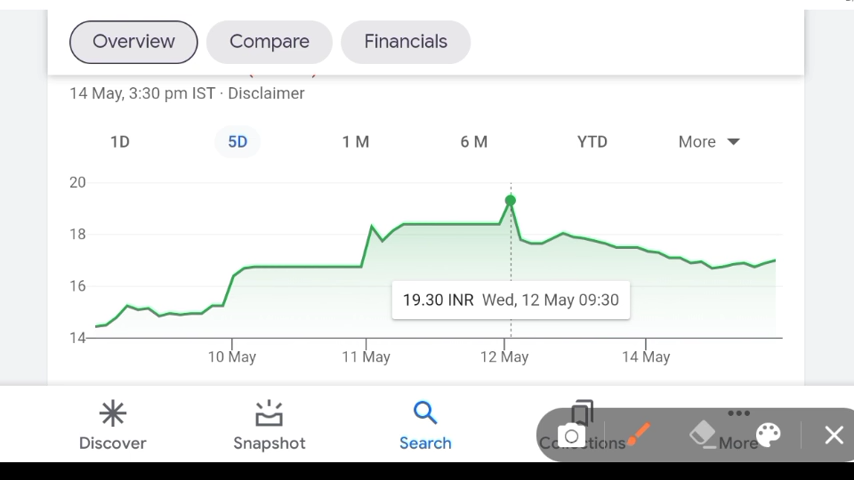 Overview Compare Financials
14 May, 3:30 pm IST · Disclaimer
1D 5D 1 M 6 M YTD More
20
18
16
14
19.30 INR Wed, 12 May 09:30
10 May 11 May 12 May 14 May
Discover Snapshot Search Collections More